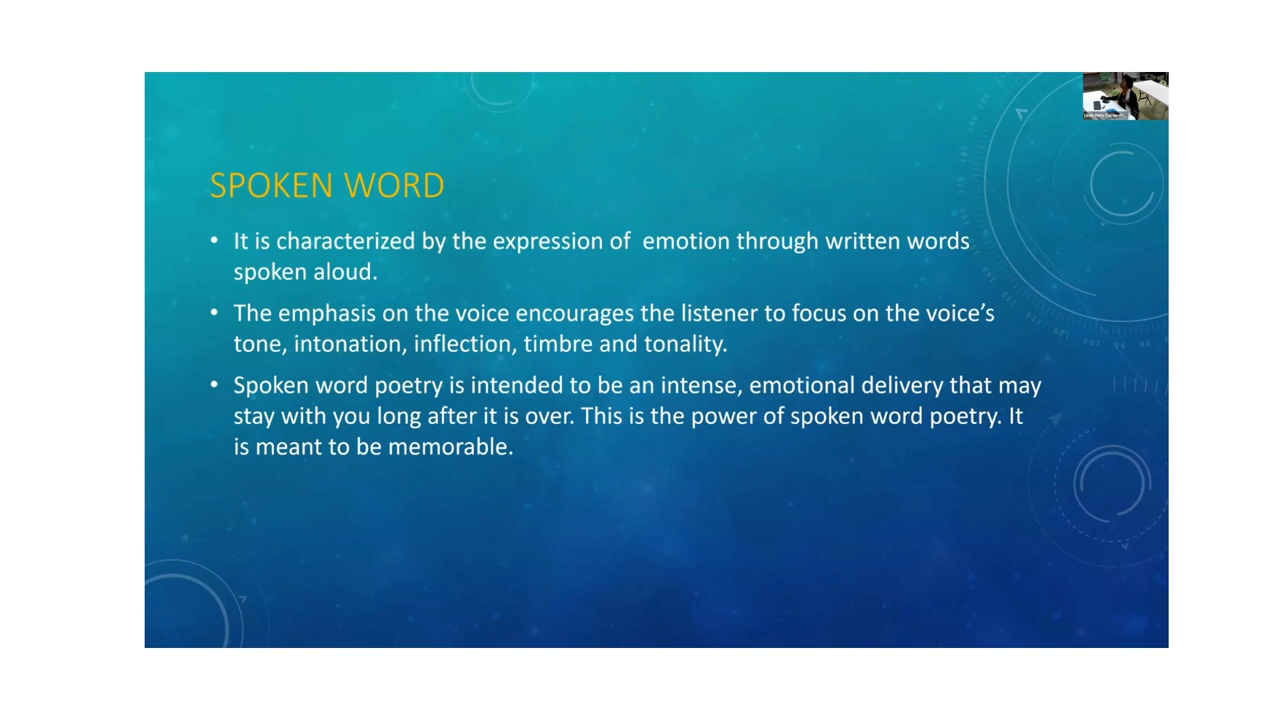 SPOKEN WORD
• It is characterized by the expression of  emotion through written words
spoken aloud.
• The emphasis on the voice encourages the listener to focus on the voice's
tone, intonation, inflection, timbre and tonality.
• Spoken word poetry is intended to be an intense, emotional delivery that may
stay with you long after it is over. This is the power of spoken word poetry. It
is meant to be memorable.